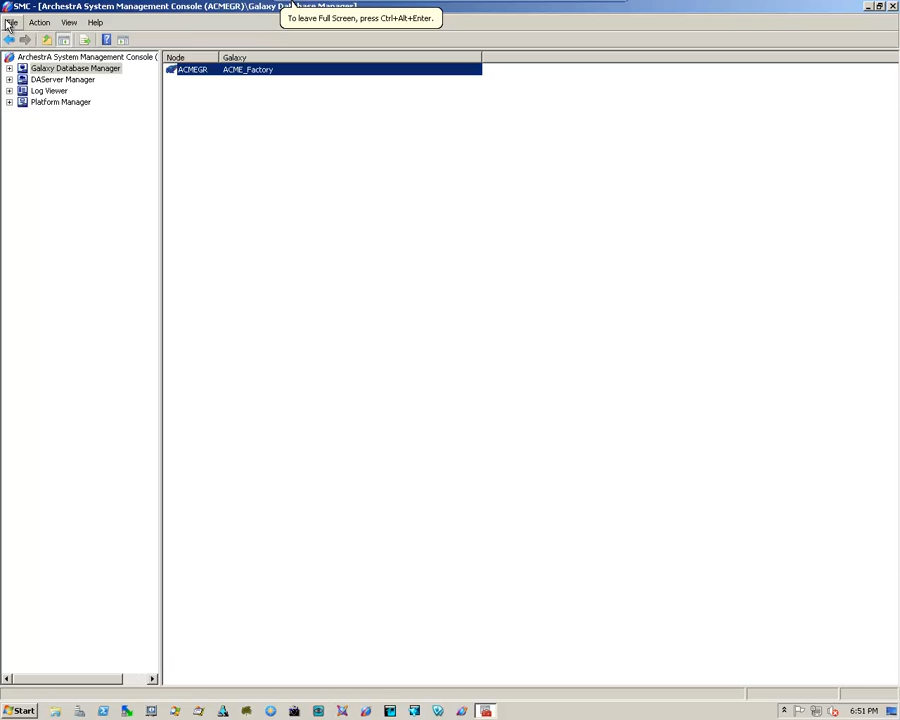 SMC - [ArchestrA System Management Console (ACMEGR)\Galaxy Database Manager]
To leave Full Screen, press Ctrl+Alt+Enter.
File Action View Help
ArchestrA System Management Console (
Galaxy Database Manager
DAServer Manager
Log Viewer
Platform Manager
Node Galaxy
ACMEGR ACME_Factory
Start
6:51 PM